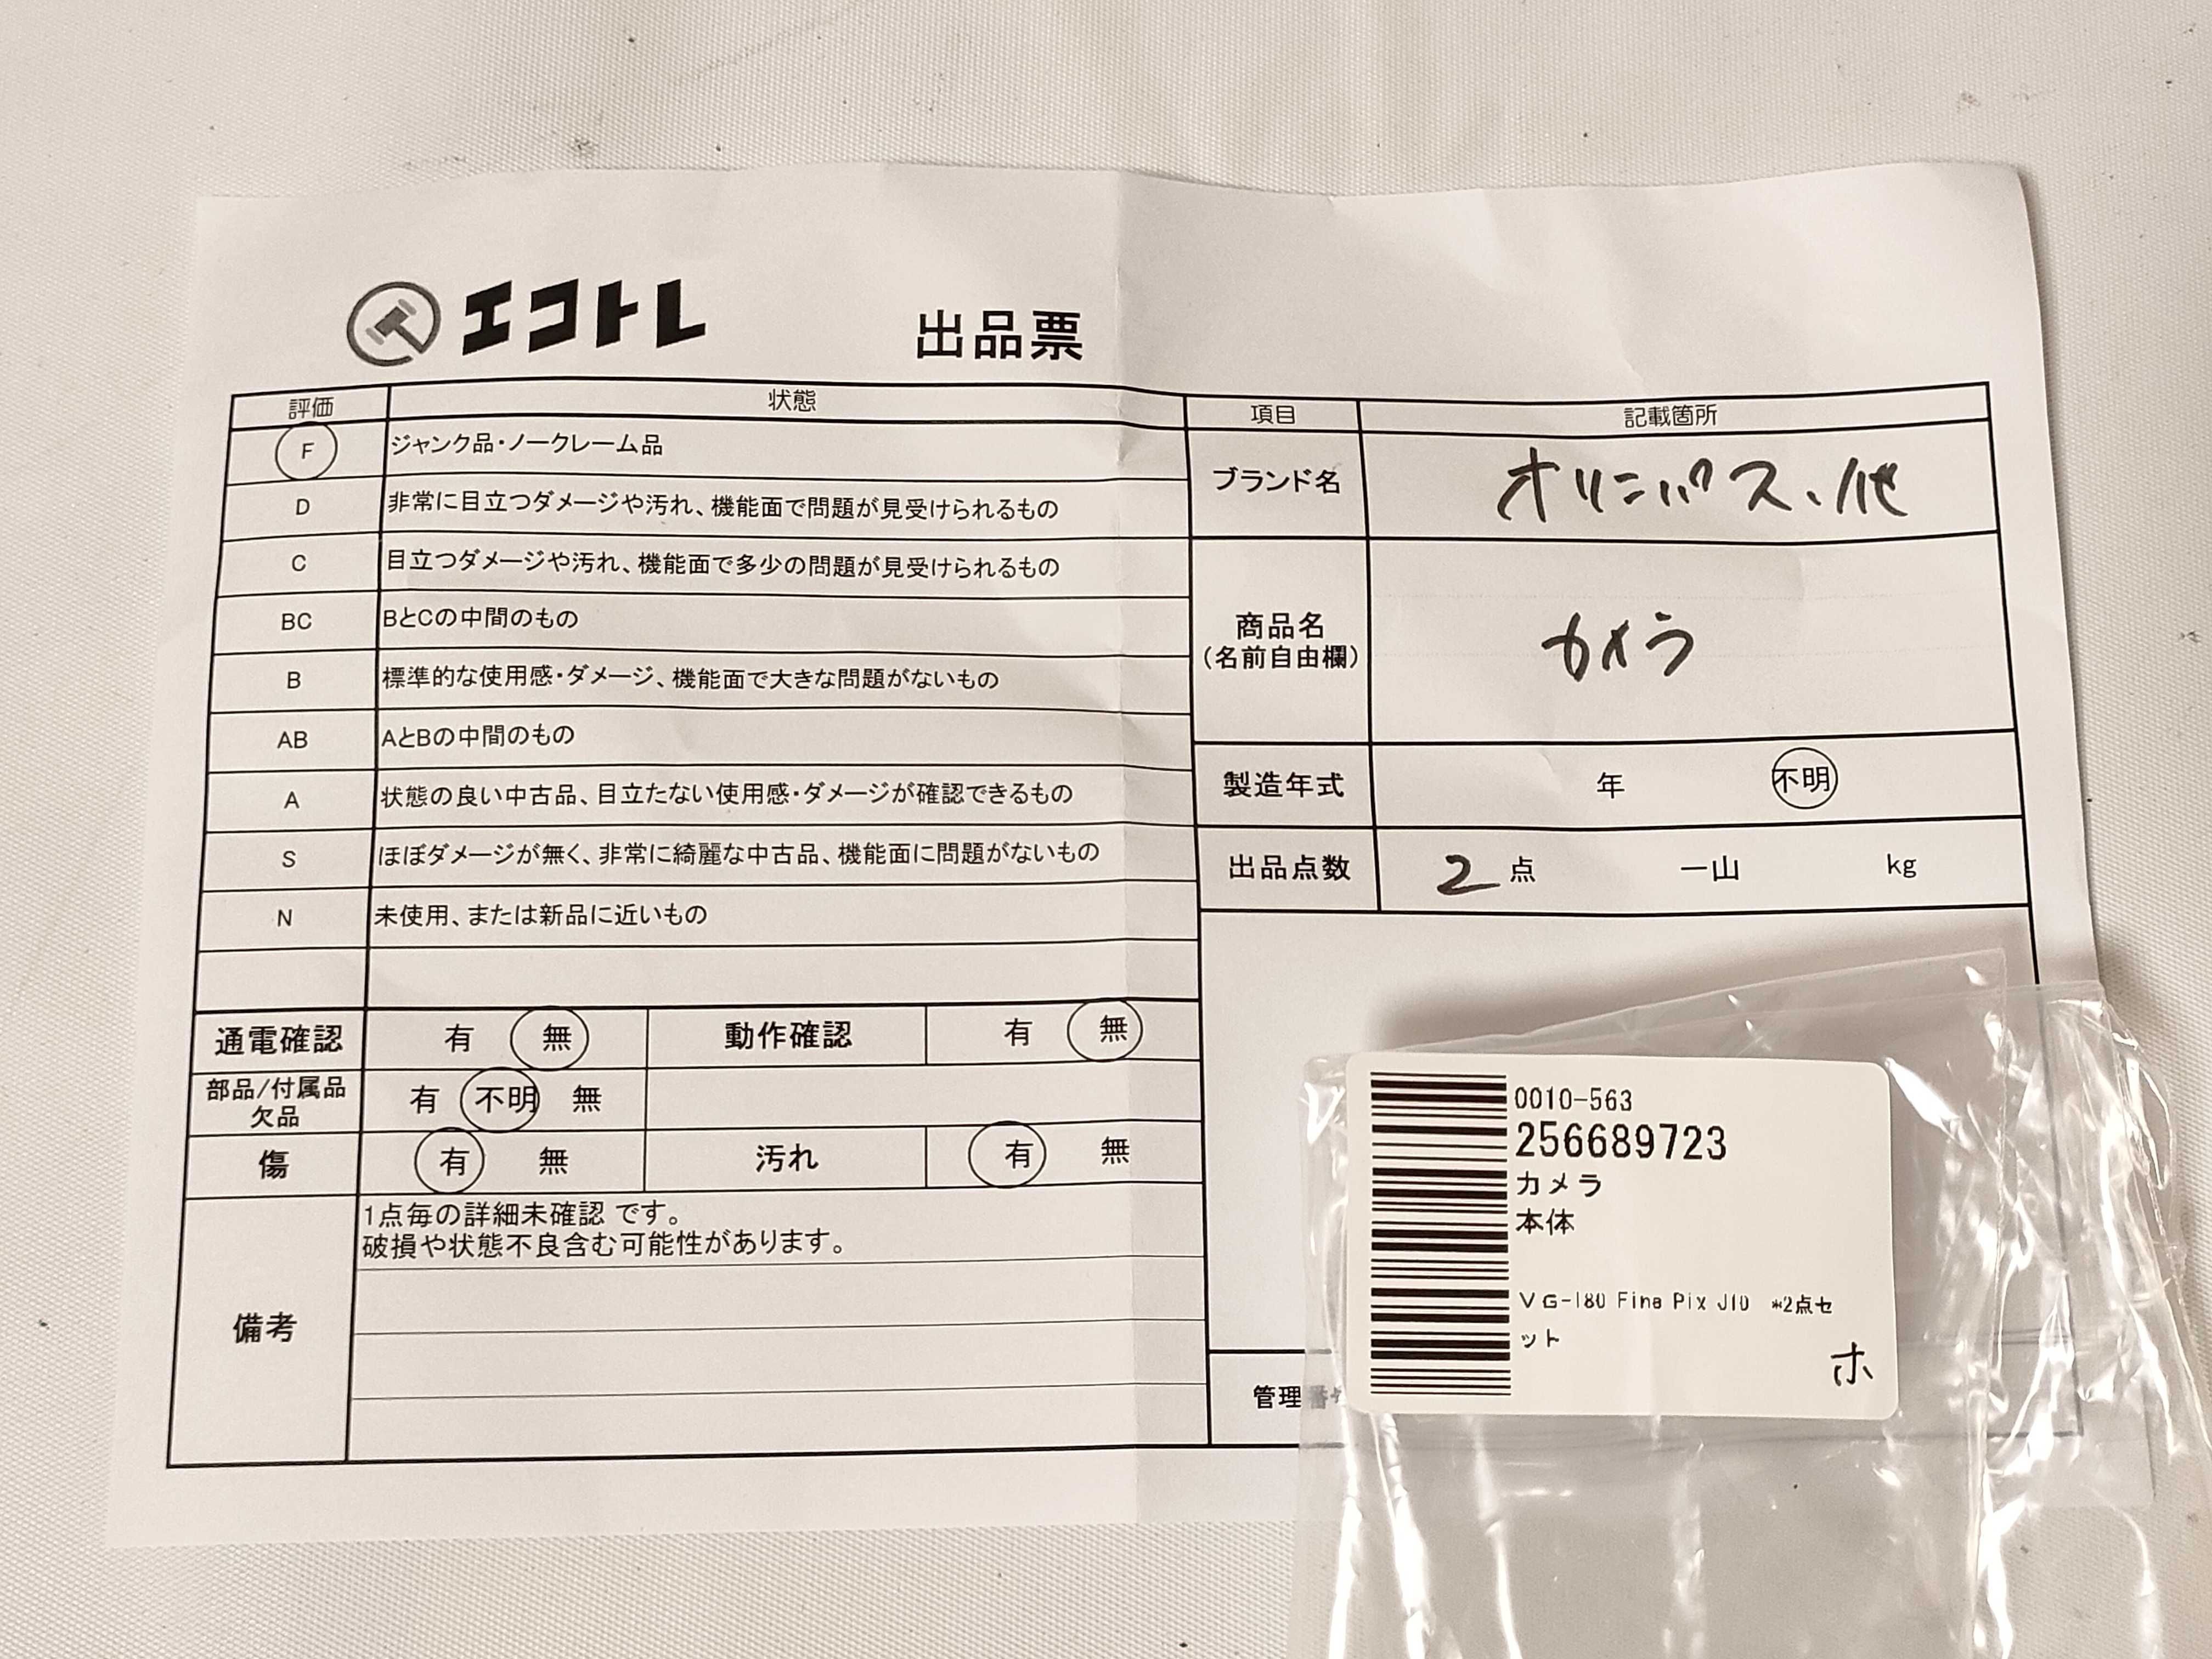 エコトレ
出品票
評価 状態
F ジャンク品・ノークレーム品
D 非常に目立つダメージや汚れ、機能面で問題が見受けられるもの
C 目立つダメージや汚れ、機能面で多少の問題が見受けられるもの
BC BとCの中間のもの
B 標準的な使用感・ダメージ、機能面で大きな問題がないもの
AB AとBの中間のもの
A 状態の良い中古品、目立たない使用感・ダメージが確認できるもの
S ほぼダメージが無く、非常に綺麗な中古品、機能面に問題がないもの
N 未使用、または新品に近いもの
通電確認 有 無 動作確認 有 無
部品/付属品
欠品 有 不明 無
傷 有 無 汚れ 有 無
備考
1点毎の詳細未確認 です。
破損や状態不良含む可能性があります。
項目 記載箇所
ブランド名 オリンパス、他
商品名
(名前自由欄) カメラ
製造年式 年 不明
出品点数 2点 一山 kg
管理番号
0010-563
256689723
カメラ
本体
VG-180 Fine Pix J10 *2点セ
ット
ホ